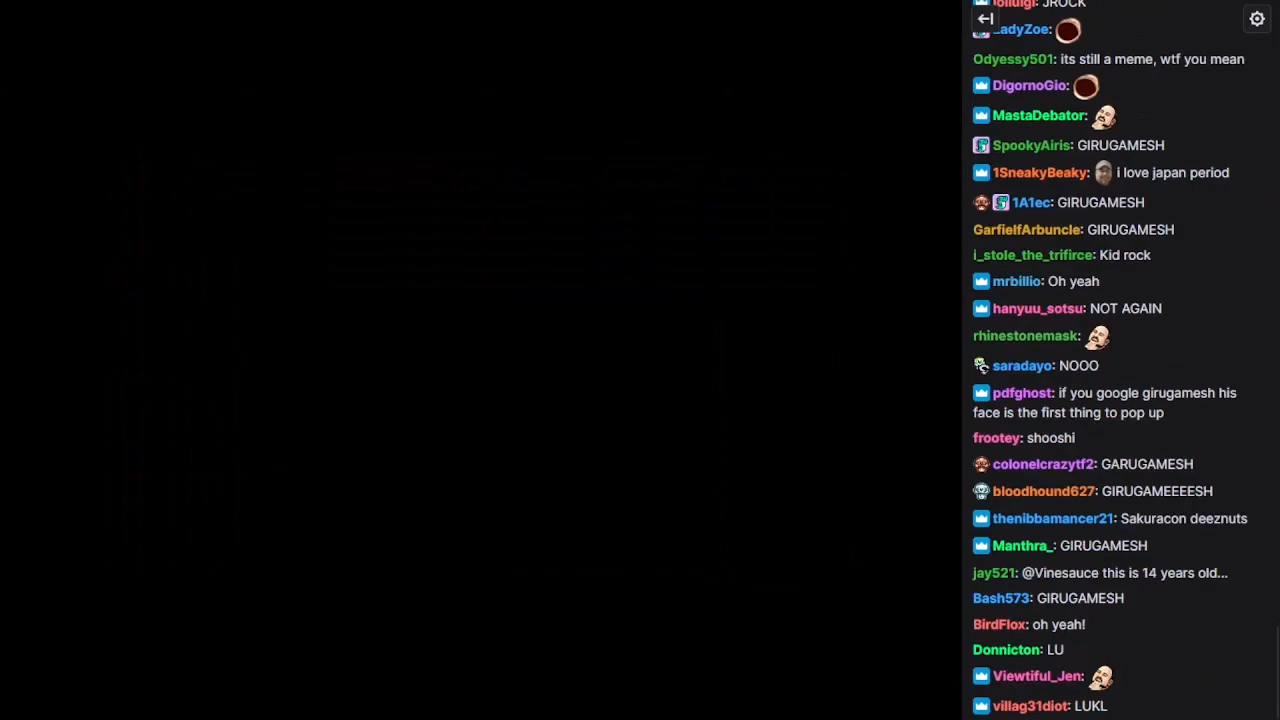 lolluigi: JROCK
LadyZoe:
Odyessy501: its still a meme, wtf you mean
DigornoGio:
MastaDebator:
SpookyAiris: GIRUGAMESH
1SneakyBeaky: i love japan period
1A1ec: GIRUGAMESH
GarfielfArbuncle: GIRUGAMESH
i_stole_the_trifirce: Kid rock
mrbillio: Oh yeah
hanyuu_sotsu: NOT AGAIN
rhinestonemask:
saradayo: NOOO
pdfghost: if you google girugamesh his
face is the first thing to pop up
frootey: shooshi
colonelcrazytf2: GARUGAMESH
bloodhound627: GIRUGAMEEEESH
thenibbamancer21: Sakuracon deeznuts
Manthra_: GIRUGAMESH
jay521: @Vinesauce this is 14 years old...
Bash573: GIRUGAMESH
BirdFlox: oh yeah!
Donnicton: LU
Viewtiful_Jen:
villag31diot: LUKL